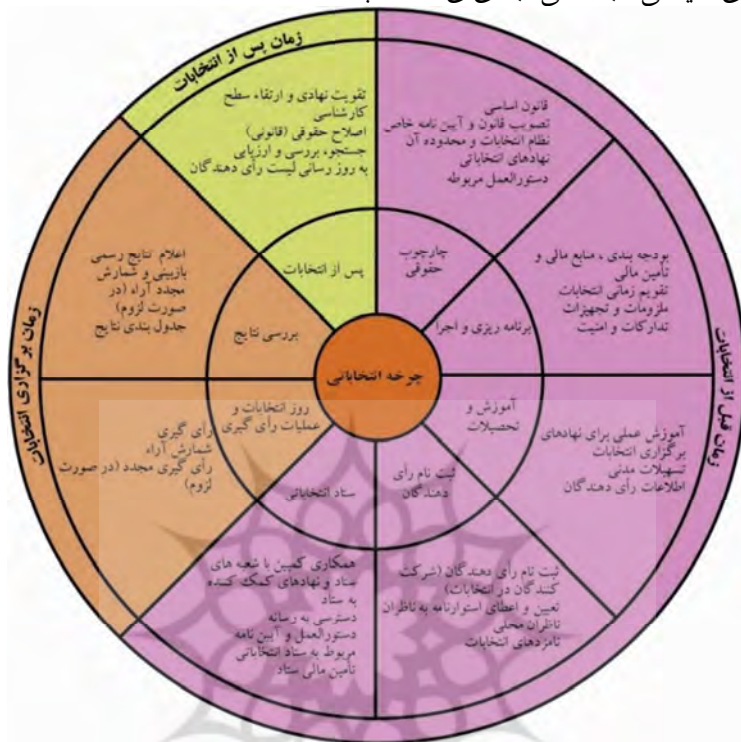 چرخه انتخاباتی
زمان قبل از انتخابات
چارچوب
حقوقی
قانون اساسی
تصویب قانون و آیین نامه خاص
نظام انتخابات و محدوده آن
نهادهای انتخاباتی
دستورالعمل مربوطه
برنامه ریزی و اجرا
بودجه بندی ، منابع مالی و
تأمین مالی
تقویم زمانی انتخابات
ملزومات و تجهیزات
تدارکات و امنیت
آموزش و
تحصیلات
آموزش عملی برای نهادهای
برگزاری انتخابات
تسهیلات مدنی
اطلاعات رأی دهندگان
ثبت نام رأی
دهندگان
ثبت نام رأی دهندگان (شرکت
کنندگان در انتخابات)
تعیین و اعطای استوارنامه به ناظران
ناظران محلی
نامزدهای انتخابات
ستاد انتخاباتی
همکاری کمپین با شعبه های
ستاد و نهادهای کمک کننده
به ستاد
دسترسی به رسانه
دستورالعمل و آیین نامه
مربوط به ستاد انتخاباتی
تأمین مالی ستاد
زمان برگزاری انتخابات
روز انتخابات و
عملیات رأی گیری
رأی گیری
شمارش آراء
رأی گیری مجدد (در صورت
لزوم)
بررسی نتایج
اعلام نتایج رسمی
بازبینی و شمارش
مجدد آراء (در
صورت لزوم)
جدول بندی نتایج
زمان پس از انتخابات
پس از انتخابات
تقویت نهادی و ارتقاء سطح
کارشناسی
اصلاح حقوقی (قانونی)
جستجو، بررسی و ارزیابی
به روز رسانی لیست رأی دهندگان